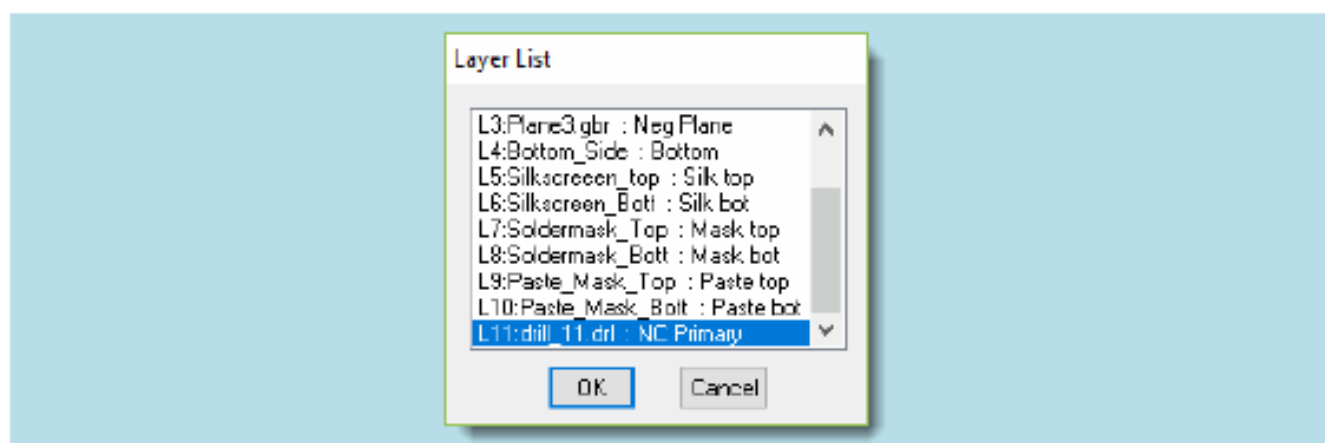 Layer List
L3:Plane3.gbr : Neg Plane
L4:Bottom_Side : Bottom
L5:Silkscreeen_top : Silk top
L6:Silkscreen_Bott : Silk bot
L7:Soldermask_Top : Mask top
L8:Soldermask_Bott : Mask bot
L9:Paste_Mask_Top : Paste top
L10:Paste_Mask_Bott : Paste bot
L11:drill_11.drl : NC Primary
OK Cancel